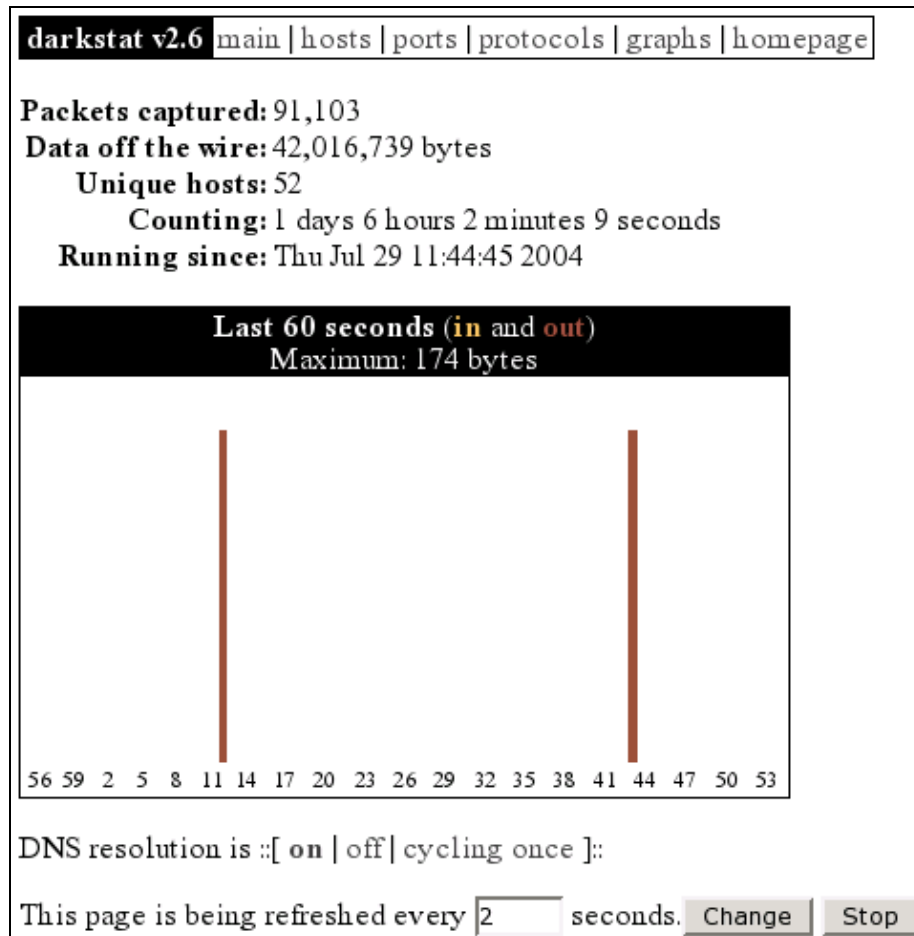 darkstat v2.6 main | hosts | ports | protocols | graphs | homepage
Packets captured: 91,103
Data off the wire: 42,016,739 bytes
Unique hosts: 52
Counting: 1 days 6 hours 2 minutes 9 seconds
Running since: Thu Jul 29 11:44:45 2004
Last 60 seconds (in and out)
Maximum: 174 bytes
56 59 2 5 8 11 14 17 20 23 26 29 32 35 38 41 44 47 50 53
DNS resolution is ::[ on | off | cycling once ]::
This page is being refreshed every 2 seconds. Change Stop